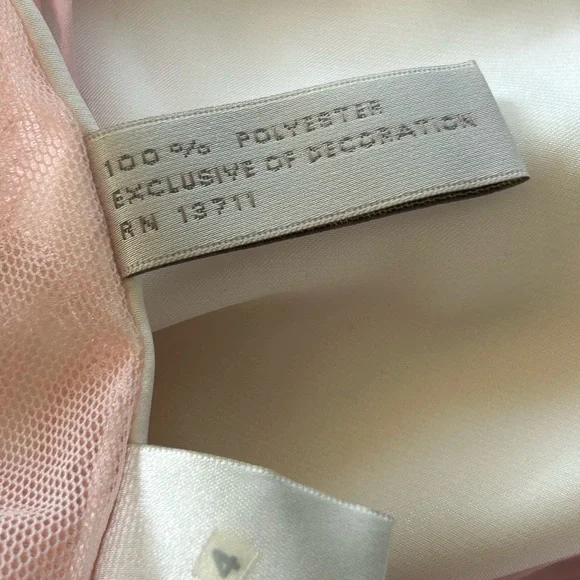 100% POLYESTER
EXCLUSIVE OF DECORATION
RN 13711
4